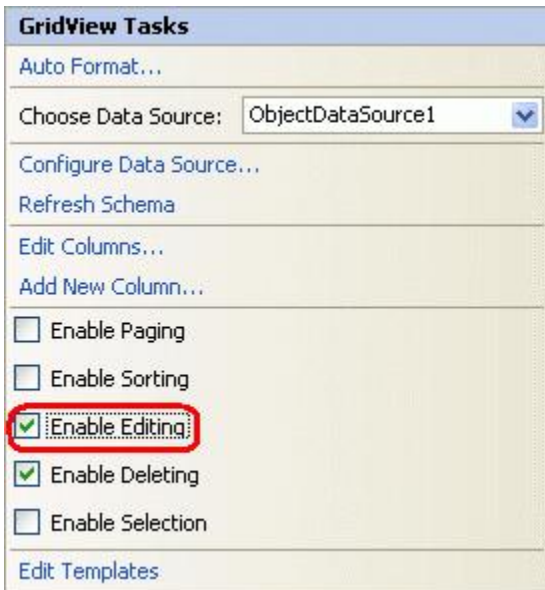 GridView Tasks
Auto Format...
Choose Data Source: ObjectDataSource1
Configure Data Source...
Refresh Schema
Edit Columns...
Add New Column...
Enable Paging
Enable Sorting
Enable Editing
Enable Deleting
Enable Selection
Edit Templates